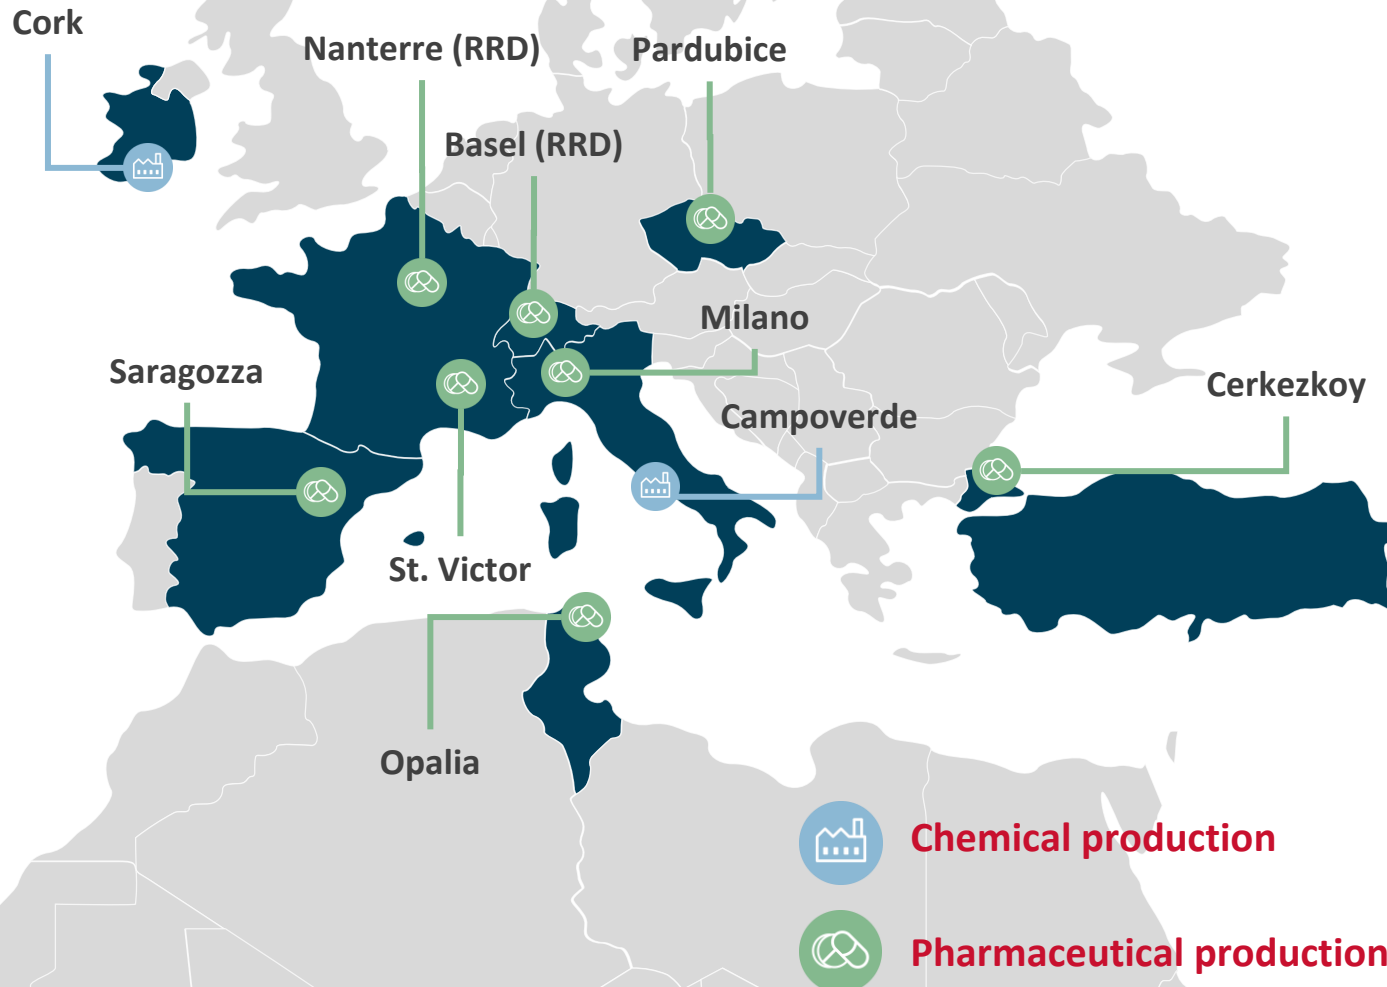 Cork
Nanterre (RRD)
Pardubice
Basel (RRD)
Milano
Saragozza
Cerkezkoy
Campoverde
St. Victor
Opalia
Chemical production
Pharmaceutical production